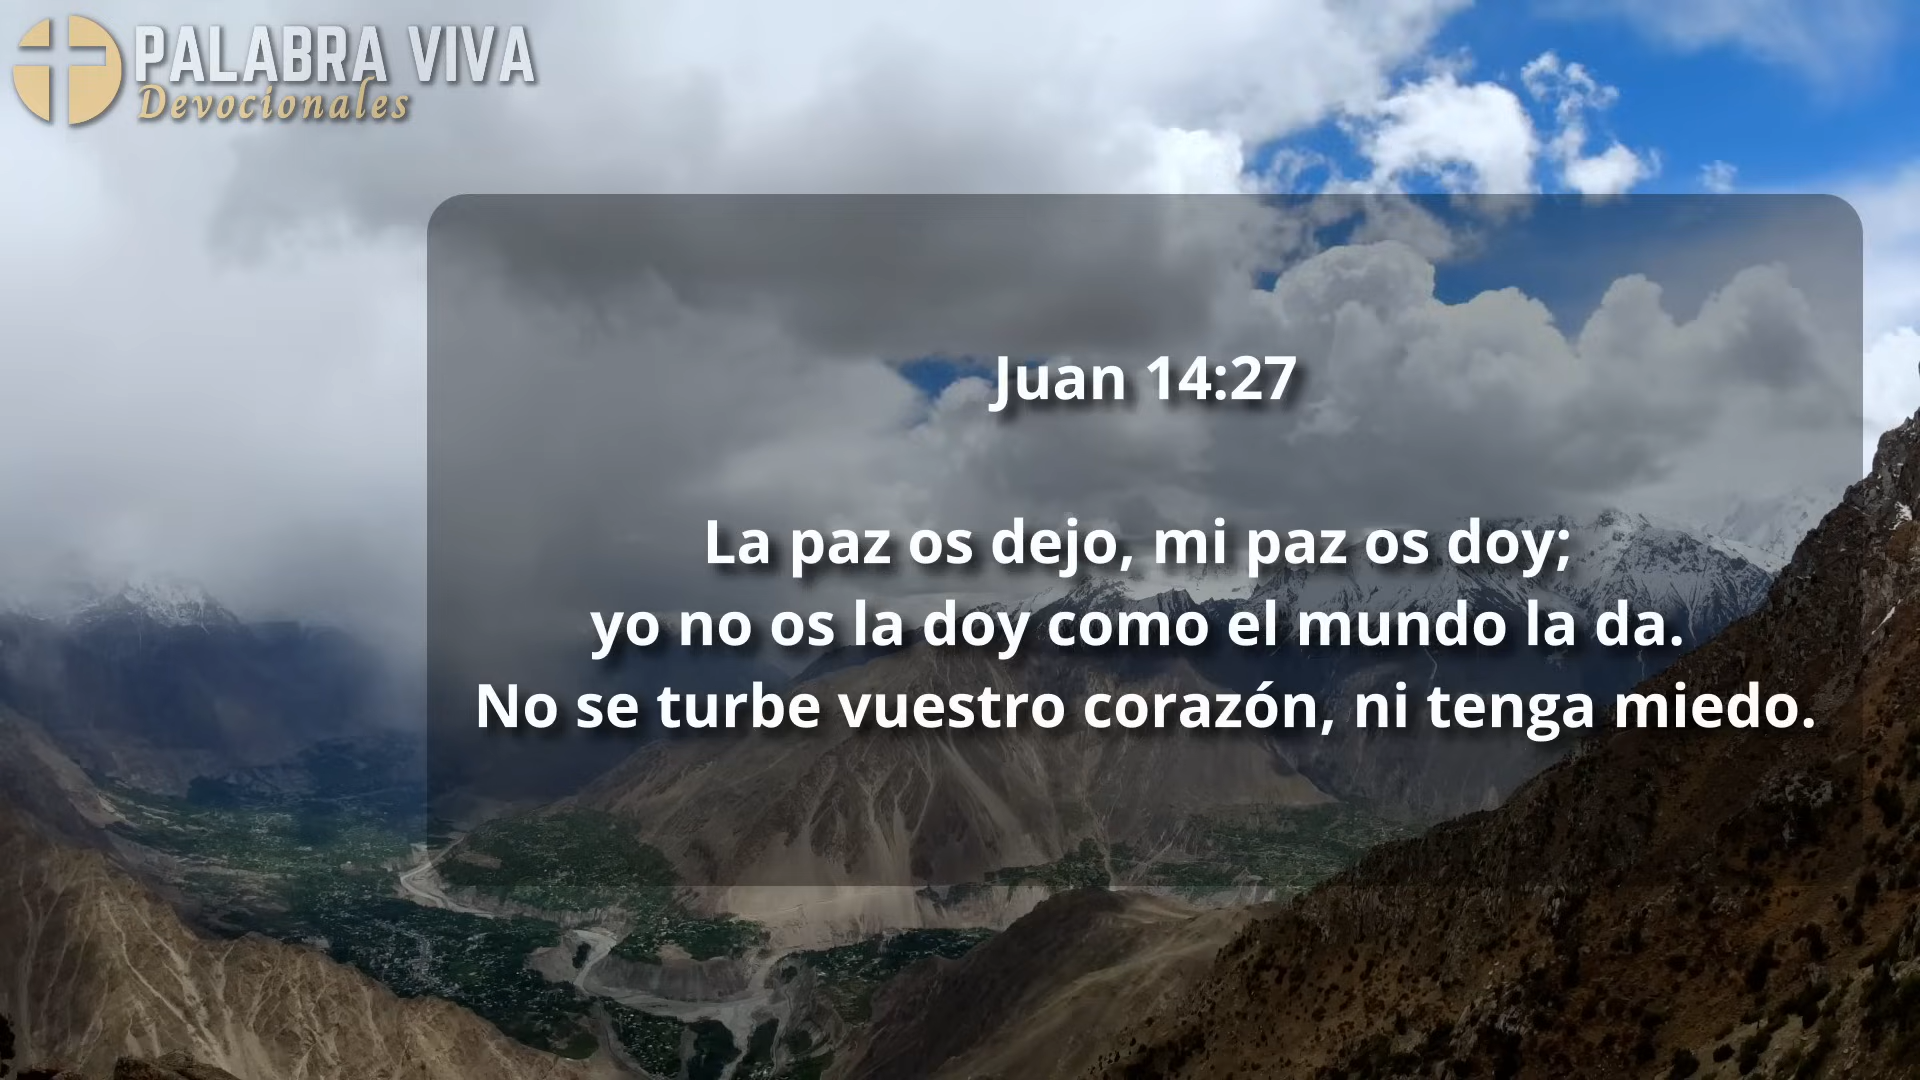 PALABRA VIVA
Devocionales
Juan 14:27
La paz os dejo, mi paz os doy;
yo no os la doy como el mundo la da.
No se turbe vuestro corazón, ni tenga miedo.